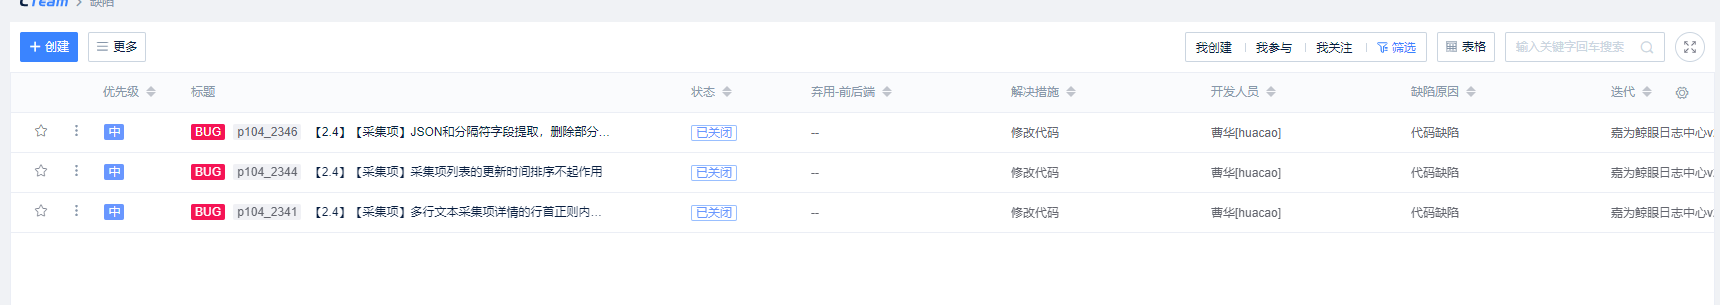 CTeam > 缺陷
创建 更多 我创建 我参与 我关注 筛选 表格 输入关键字回车搜索
优先级 标题 状态 弃用-前后端 解决措施 开发人员 缺陷原因 迭代
中 BUG p104_2346 【2.4】【采集项】JSON和分隔符字段提取，删除部分... 已关闭 -- 修改代码 曹华[huacao] 代码缺陷 嘉为鲸眼日志中心v
中 BUG p104_2344 【2.4】【采集项】采集项列表的更新时间排序不起作用 已关闭 -- 修改代码 曹华[huacao] 代码缺陷 嘉为鲸眼日志中心v
中 BUG p104_2341 【2.4】【采集项】多行文本采集项详情的行首正则内... 已关闭 -- 修改代码 曹华[huacao] 代码缺陷 嘉为鲸眼日志中心v